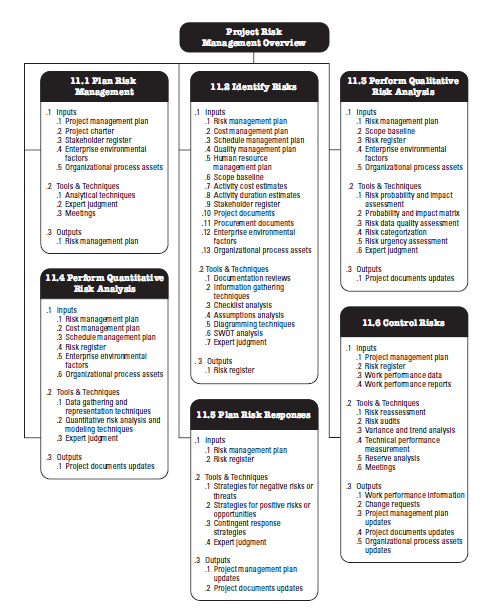 Project Risk
Management Overview
11.1 Plan Risk
Management
.1 Inputs
.1 Project management plan
.2 Project charter
.3 Stakeholder register
.4 Enterprise environmental
factors
.5 Organizational process assets
.2 Tools & Techniques
.1 Analytical techniques
.2 Expert judgment
.3 Meetings
.3 Outputs
.1 Risk management plan
11.2 Identify Risks
.1 Inputs
.1 Risk management plan
.2 Cost management plan
.3 Schedule management plan
.4 Quality management plan
.5 Human resource
management plan
.6 Scope baseline
.7 Activity cost estimates
.8 Activity duration estimates
.9 Stakeholder register
.10 Project documents
.11 Procurement documents
.12 Enterprise environmental
factors
.13 Organizational process assets
.2 Tools & Techniques
.1 Documentation reviews
.2 Information gathering
techniques
.3 Checklist analysis
.4 Assumptions analysis
.5 Diagramming techniques
.6 SWOT analysis
.7 Expert judgment
.3 Outputs
.1 Risk register
11.3 Perform Qualitative
Risk Analysis
.1 Inputs
.1 Risk management plan
.2 Scope baseline
.3 Risk register
.4 Enterprise environmental
factors
.5 Organizational process assets
.2 Tools & Techniques
.1 Risk probability and impact
assessment
.2 Probability and impact matrix
.3 Risk data quality assessment
.4 Risk categorization
.5 Risk urgency assessment
.6 Expert judgment
.3 Outputs
.1 Project documents updates
11.4 Perform Quantitative
Risk Analysis
.1 Inputs
.1 Risk management plan
.2 Cost management plan
.3 Schedule management plan
.4 Risk register
.5 Enterprise environmental
factors
.6 Organizational process assets
.2 Tools & Techniques
.1 Data gathering and
representation techniques
.2 Quantitative risk analysis and
modeling techniques
.3 Expert judgment
.3 Outputs
.1 Project documents updates
11.5 Plan Risk Responses
.1 Inputs
.1 Risk management plan
.2 Risk register
.2 Tools & Techniques
.1 Strategies for negative risks or
threats
.2 Strategies for positive risks or
opportunities
.3 Contingent response
strategies
.4 Expert judgment
.3 Outputs
.1 Project management plan
updates
.2 Project documents updates
11.6 Control Risks
.1 Inputs
.1 Project management plan
.2 Risk register
.3 Work performance data
.4 Work performance reports
.2 Tools & Techniques
.1 Risk reassessment
.2 Risk audits
.3 Variance and trend analysis
.4 Technical performance
measurement
.5 Reserve analysis
.6 Meetings
.3 Outputs
.1 Work performance information
.2 Change requests
.3 Project management plan
updates
.4 Project documents updates
.5 Organizational process assets
updates